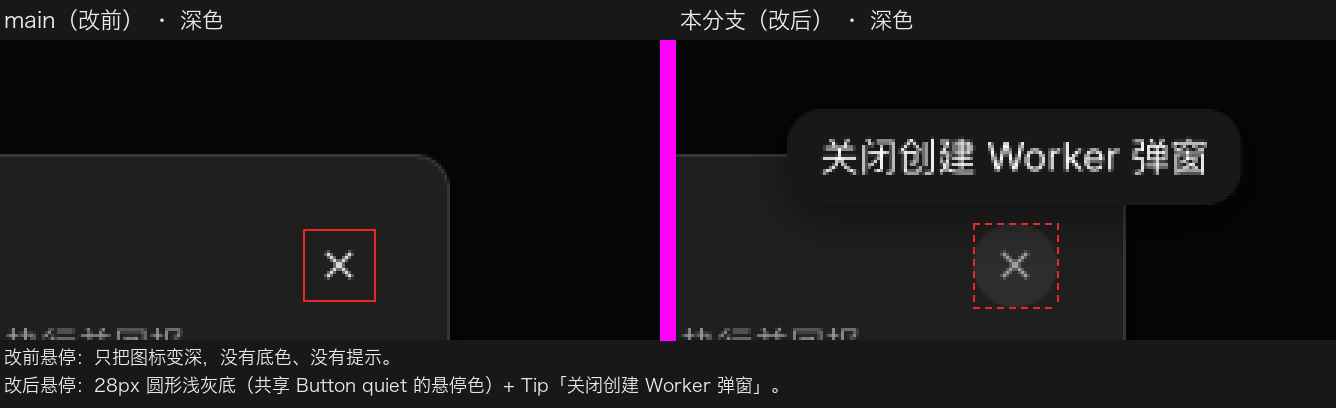 main（改前） · 深色
本分支（改后） · 深色
关闭创建 Worker 弹窗
改前悬停：只把图标变深，没有底色、没有提示。
改后悬停：28px 圆形浅灰底（共享 Button quiet 的悬停色）+ Tip「关闭创建 Worker 弹窗」。